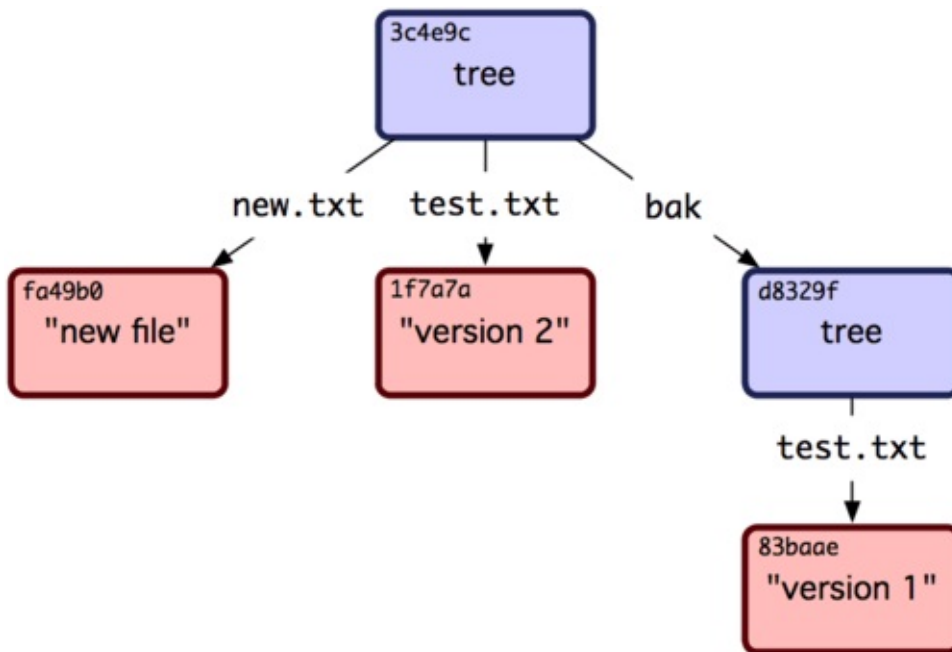 3c4e9c
tree
new.txt
test.txt
bak
fa49b0
"new file"
1f7a7a
"version 2"
d8329f
tree
test.txt
83baae
"version 1"